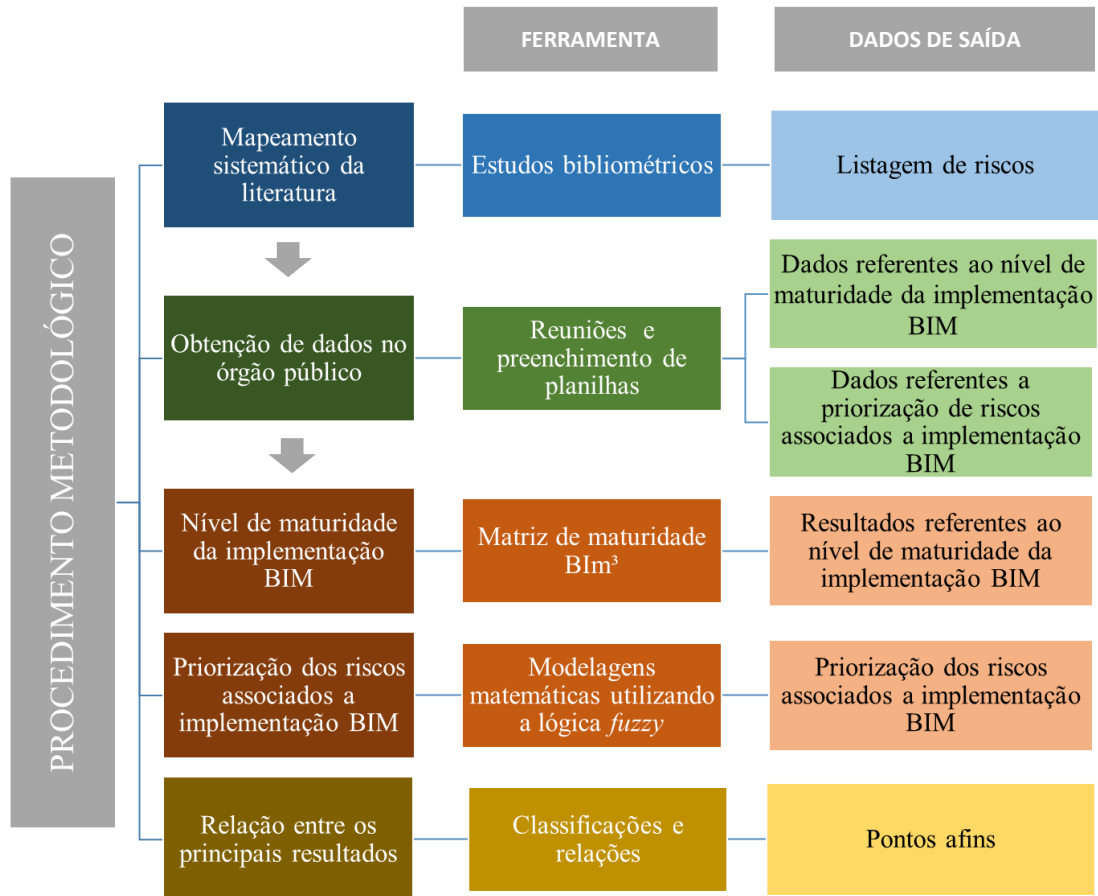 FERRAMENTA
DADOS DE SAÍDA
PROCEDIMENTO METODOLÓGICO
Mapeamento
sistemático da
literatura
Estudos bibliométricos
Listagem de riscos
Obtenção de dados no
órgão público
Reuniões e
preenchimento de
planilhas
Dados referentes ao nível de
maturidade da implementação
BIM
Dados referentes a
priorização de riscos
associados a implementação
BIM
Nível de maturidade
da implementação
BIM
Matriz de maturidade
BIm³
Resultados referentes ao
nível de maturidade da
implementação BIM
Priorização dos riscos
associados a
implementação BIM
Modelagens
matemáticas utilizando
a lógica fuzzy
Priorização dos riscos
associados a implementação
BIM
Relação entre os
principais resultados
Classificações e
relações
Pontos afins